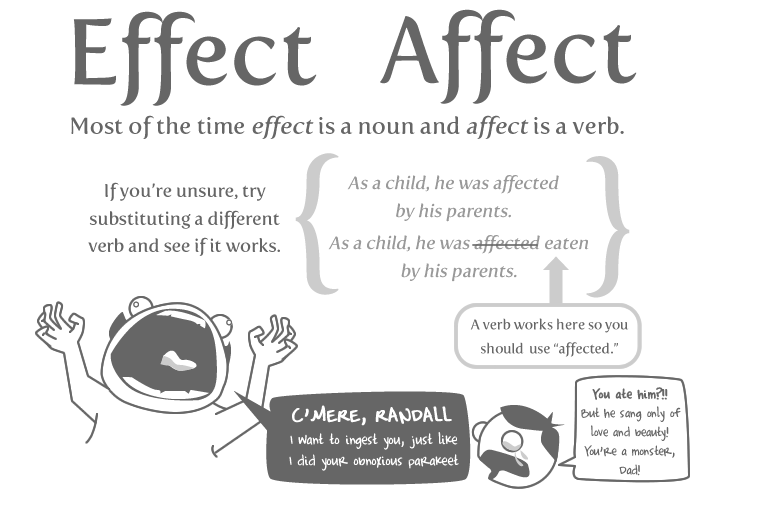 Effect Affect
Most of the time effect is a noun and affect is a verb.
If you're unsure, try
substituting a different
verb and see if it works.
As a child, he was affected
by his parents.
As a child, he was affected eaten
by his parents.
A verb works here so you
should use “affected.”
C'MERE, RANDALL
I want to ingest you, just like
I did your obnoxious parakeet
You ate him?!!
But he sang only of
love and beauty!
You're a monster,
Dad!